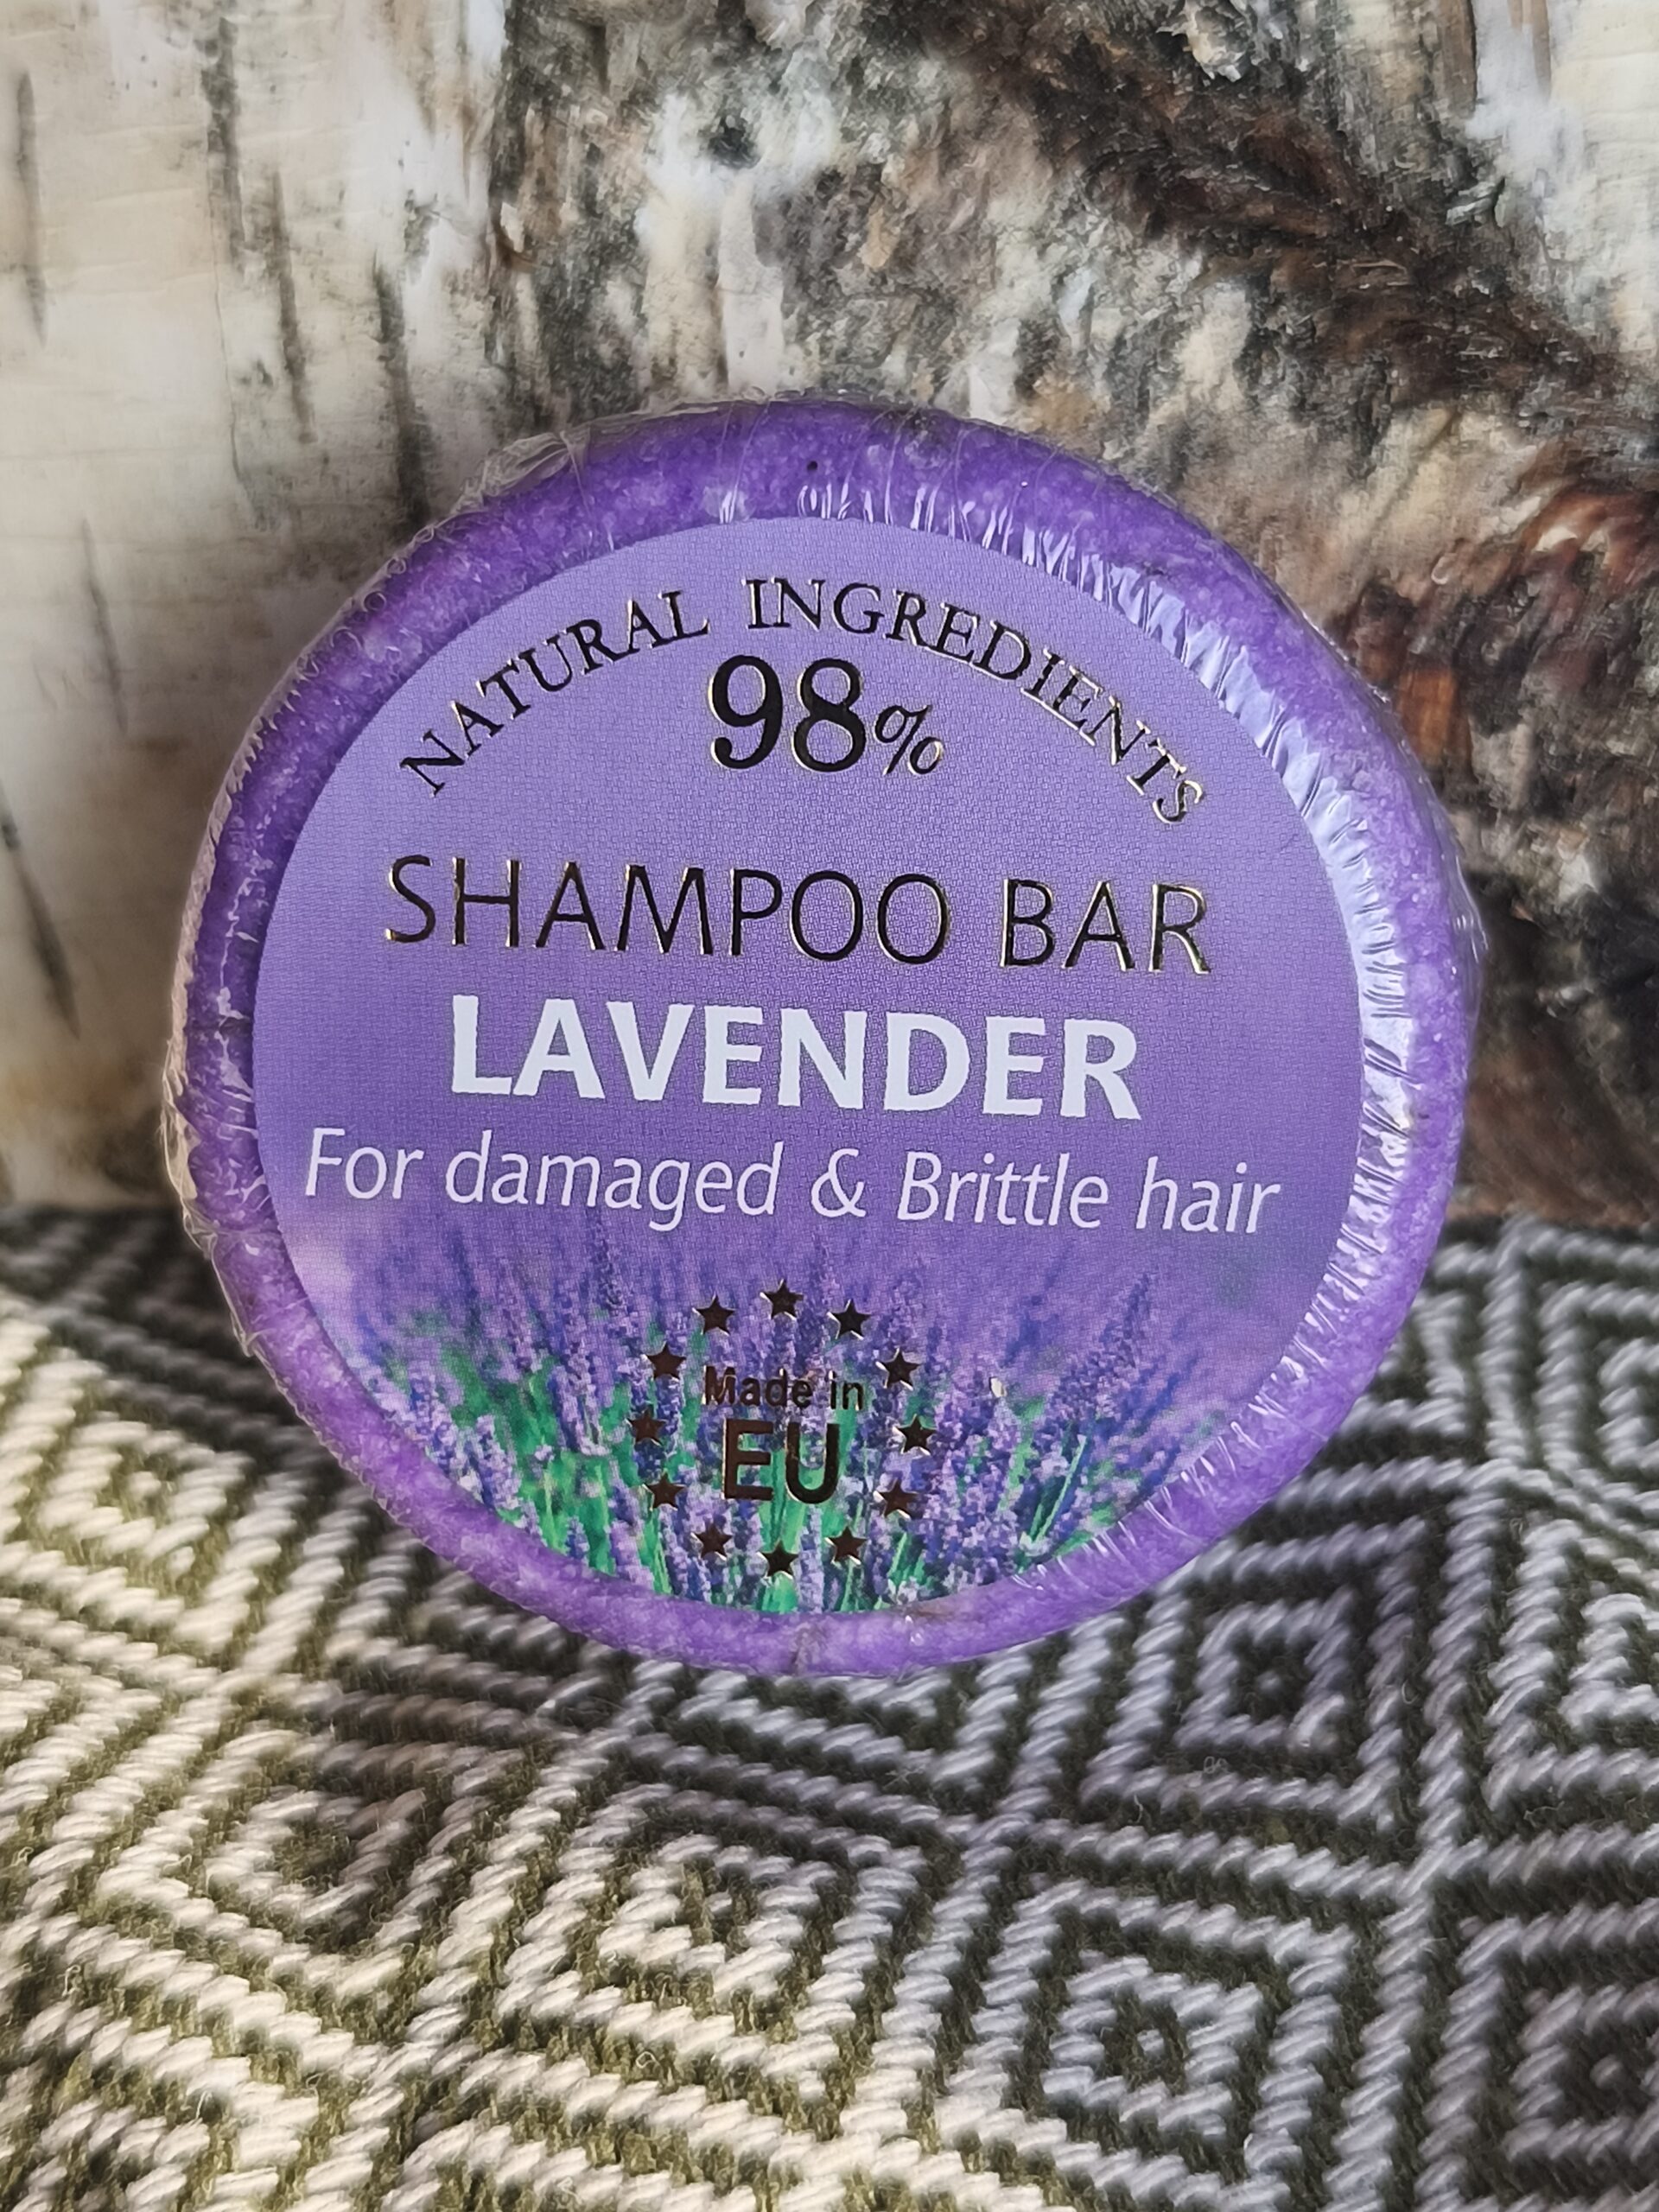 NATURAL INGREDIENTS
98%
SHAMPOO BAR
LAVENDER
For damaged & Brittle hair
Made in
EU